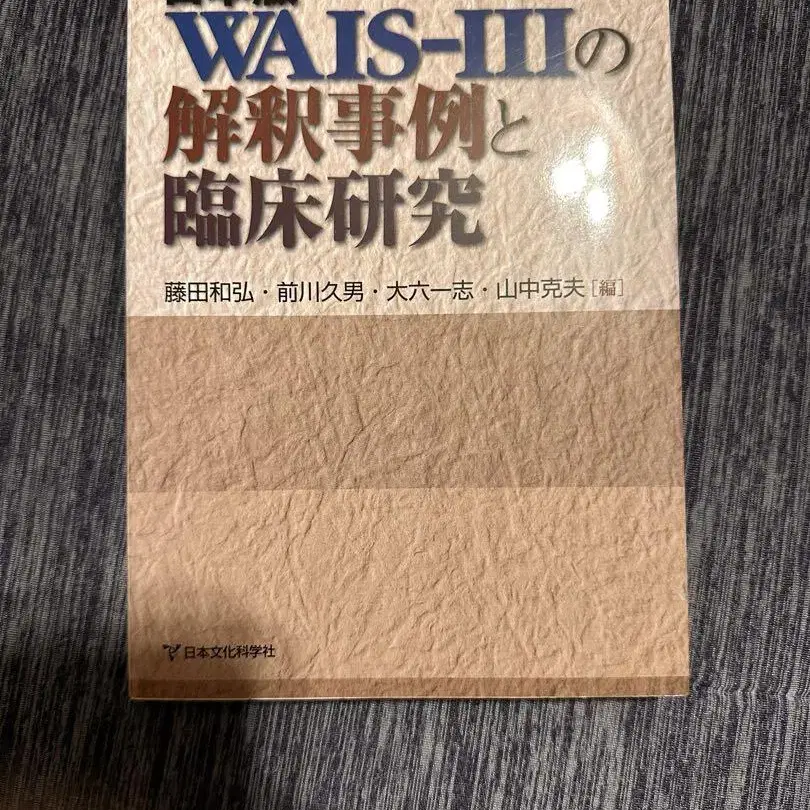 WAIS-IIIの
解釈事例と
臨床研究
藤田和弘・前川久男・大六一志・山中克夫[編]
日本文化科学社